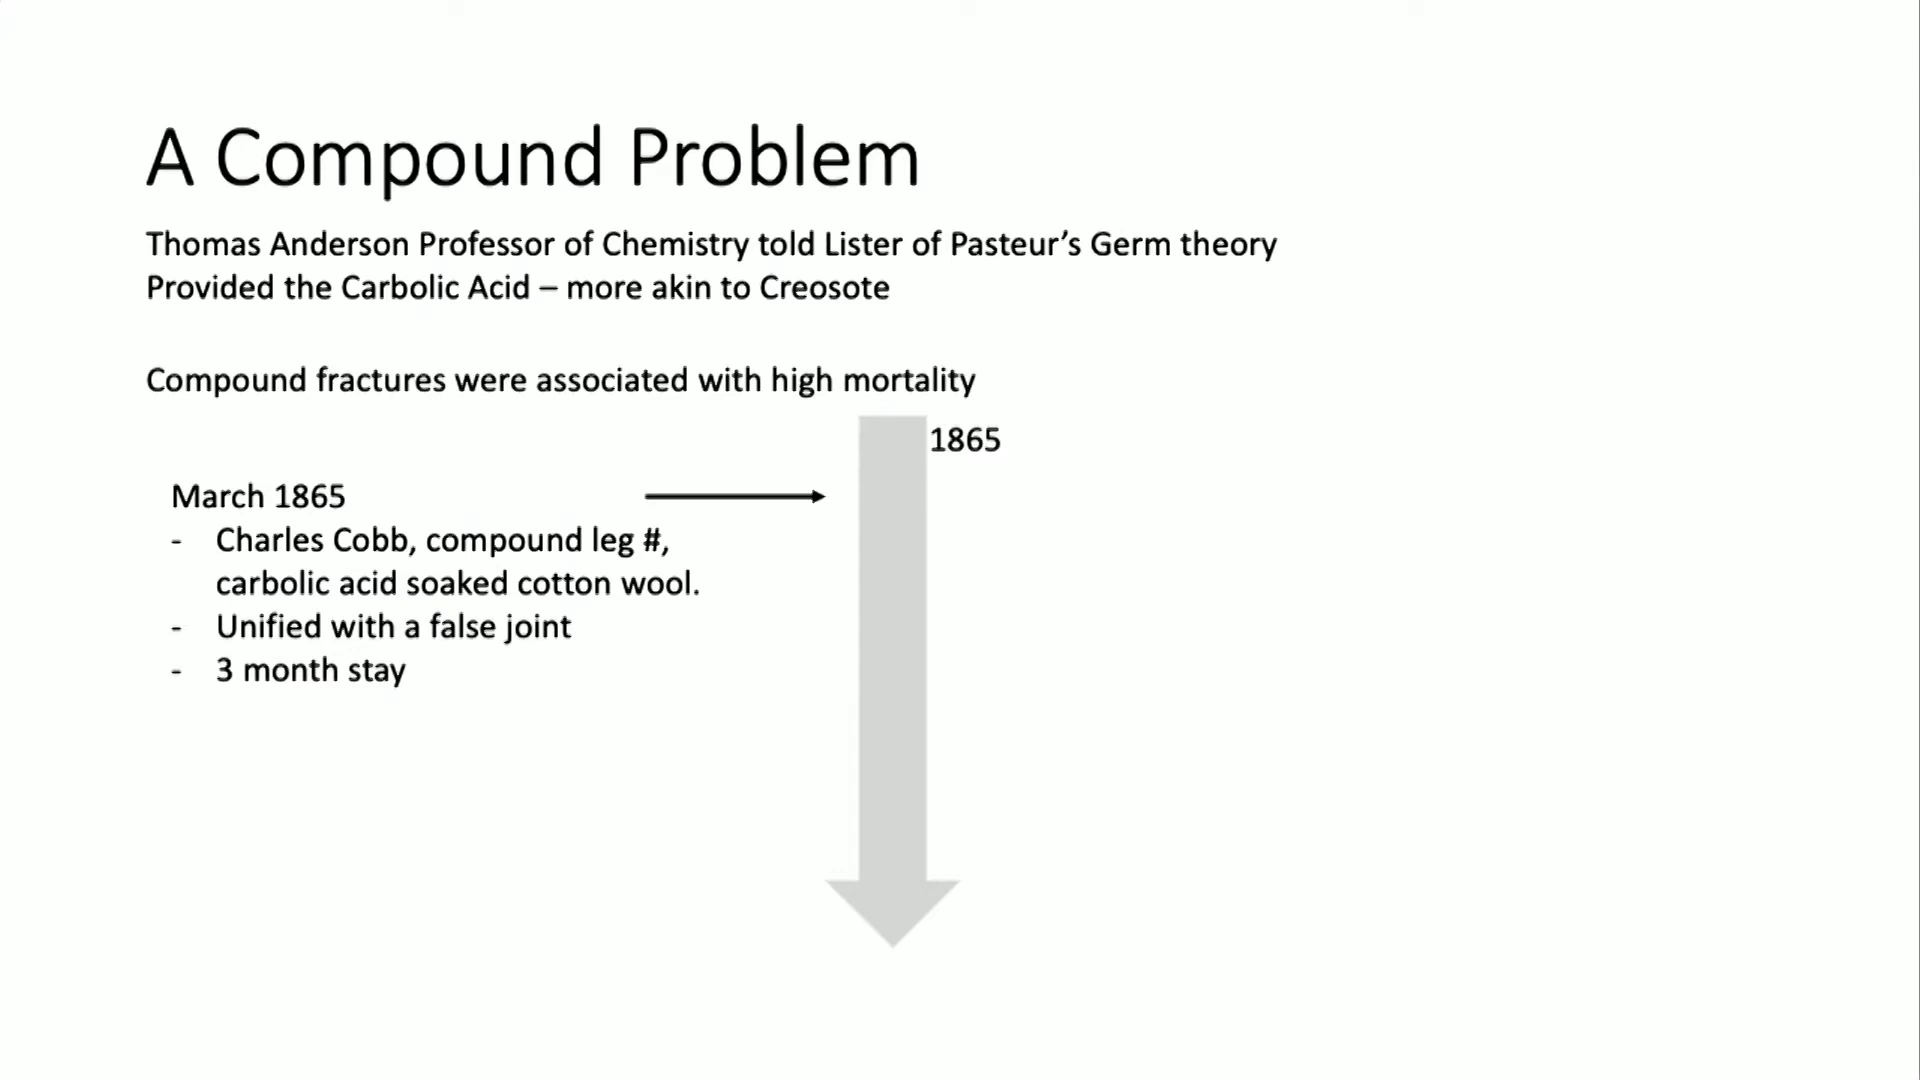 A Compound Problem
Thomas Anderson Professor of Chemistry told Lister of Pasteur’s Germ theory
Provided the Carbolic Acid – more akin to Creosote
Compound fractures were associated with high mortality
1865
March 1865
- Charles Cobb, compound leg #,
carbolic acid soaked cotton wool.
- Unified with a false joint
- 3 month stay